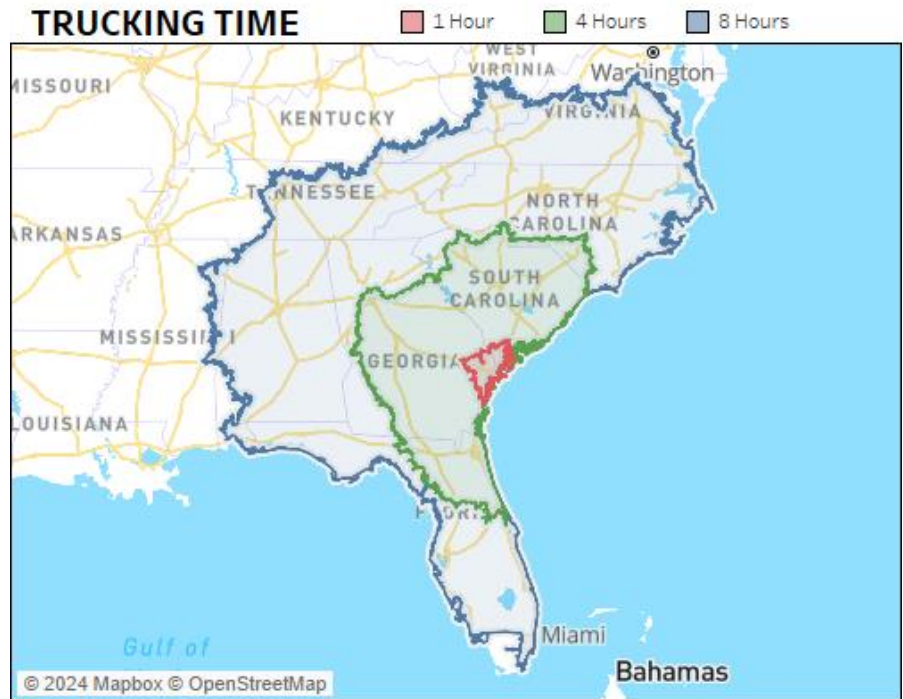 TRUCKING TIME
1 Hour
4 Hours
8 Hours
WEST
VIRGINIA
Washington
MISSOURI
KENTUCKY
VIRGINIA
TENNESSEE
NORTH
CAROLINA
ARKANSAS
SOUTH
CAROLINA
MISSISSIPPI
GEORGIA
LOUISIANA
FLORIDA
Miami
Gulf of
Bahamas
© 2024 Mapbox © OpenStreetMap